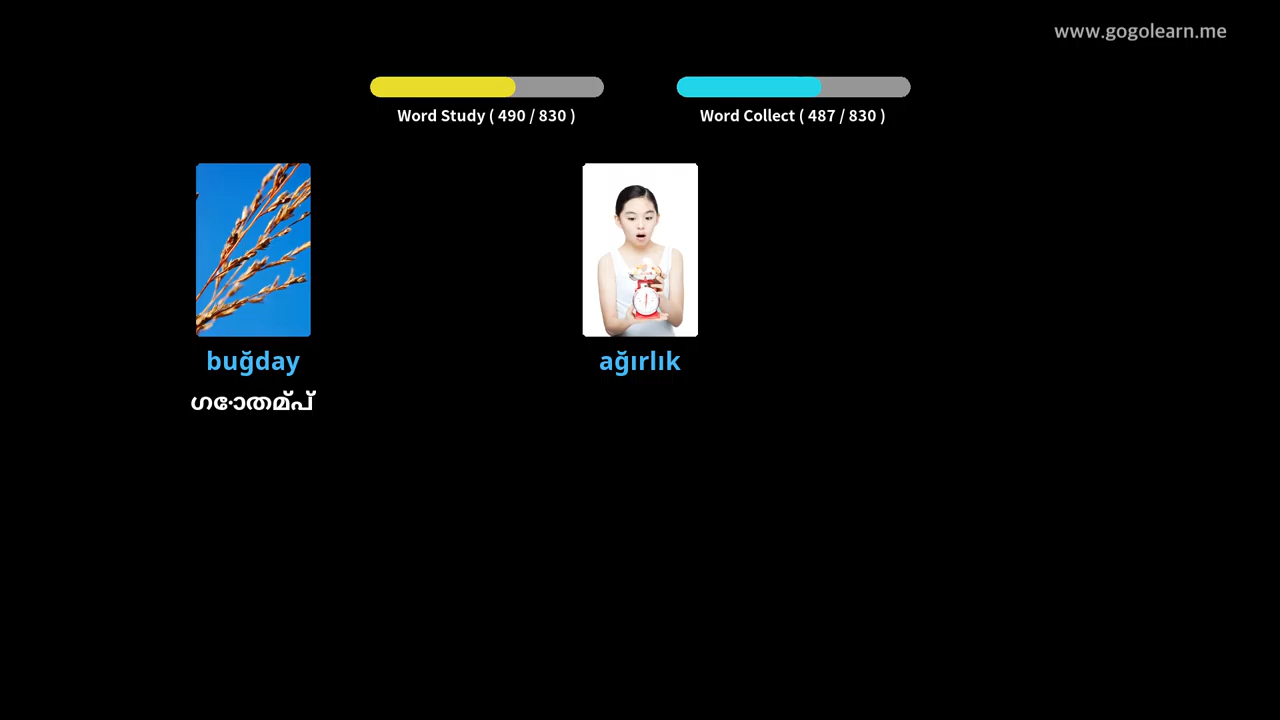 www.gogolearn.me
Word Study ( 490 / 830 )
Word Collect ( 487 / 830 )
buğday
ağırlık
ഗോതമ്പ്